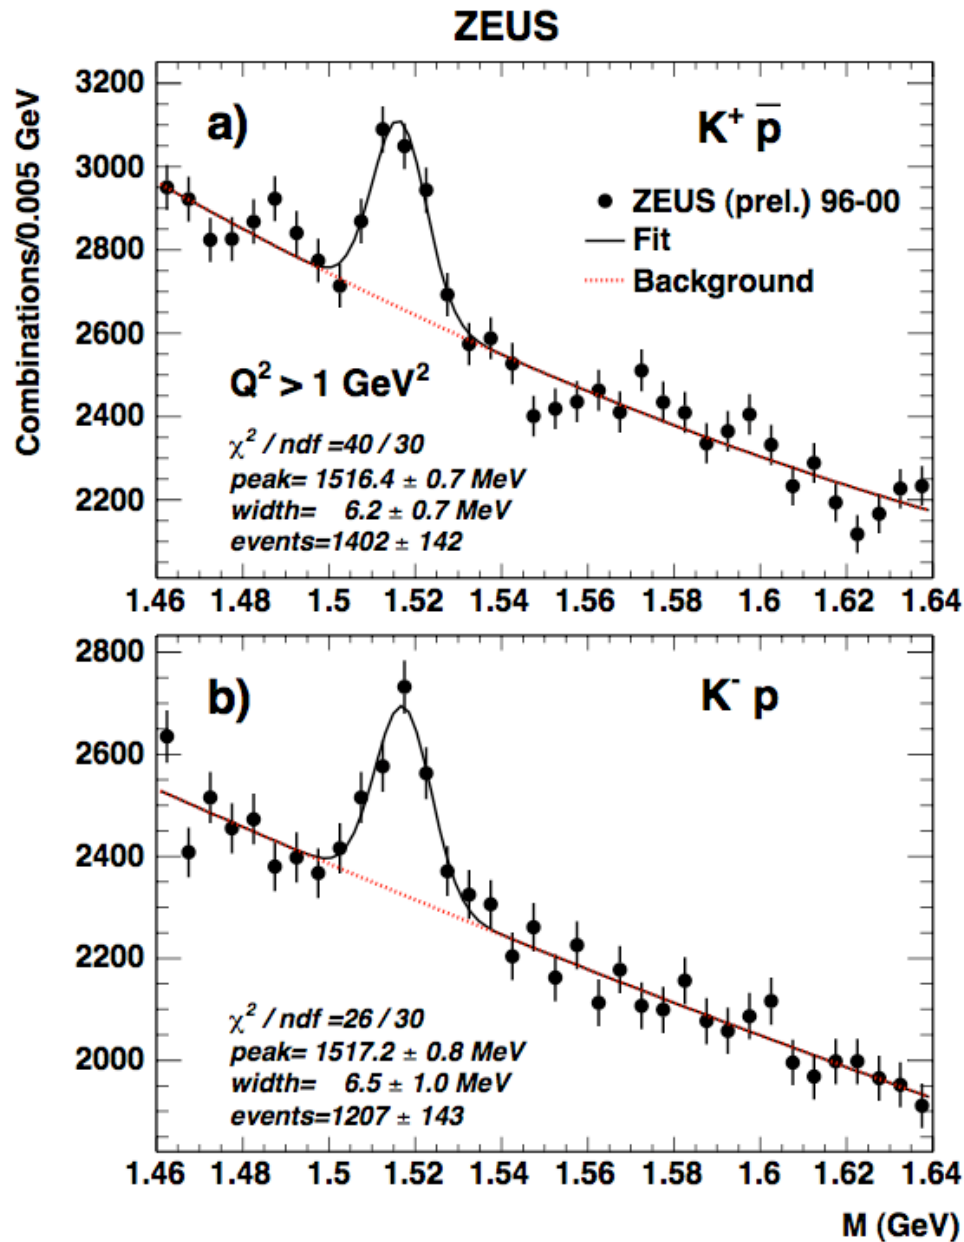 ZEUS
Combinations/0.005 GeV
3200
3000
2800
2600
2400
2200
a)
K⁺ p̅
ZEUS (prel.) 96-00
Fit
Background
Q² > 1 GeV²
χ² / ndf =40 / 30
peak= 1516.4 ± 0.7 MeV
width= 6.2 ± 0.7 MeV
events=1402 ± 142
1.46 1.48 1.5 1.52 1.54 1.56 1.58 1.6 1.62 1.64
2800
2600
2400
2200
2000
b)
K⁻ p
χ² / ndf =26 / 30
peak= 1517.2 ± 0.8 MeV
width= 6.5 ± 1.0 MeV
events=1207 ± 143
1.46 1.48 1.5 1.52 1.54 1.56 1.58 1.6 1.62 1.64
M (GeV)